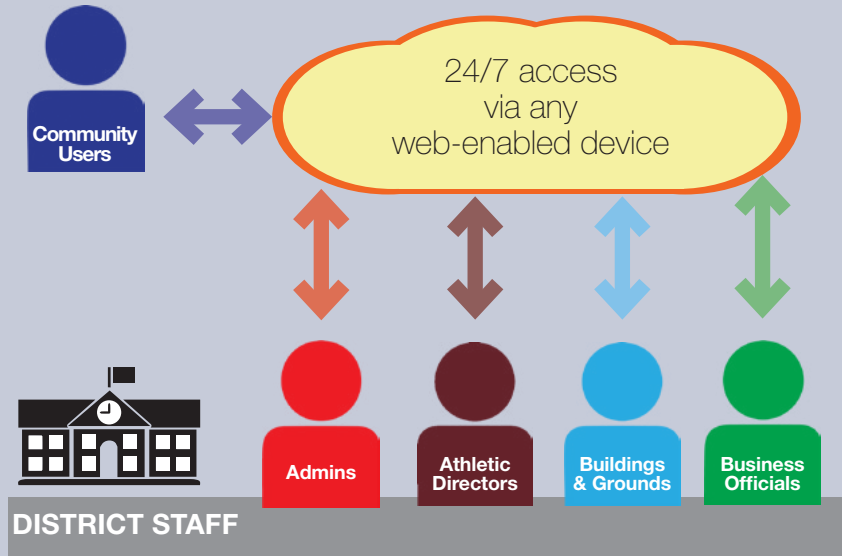 24/7 access
via any
web-enabled device
Community
Users
Admins
Athletic
Directors
Buildings
& Grounds
Business
Officials
DISTRICT STAFF